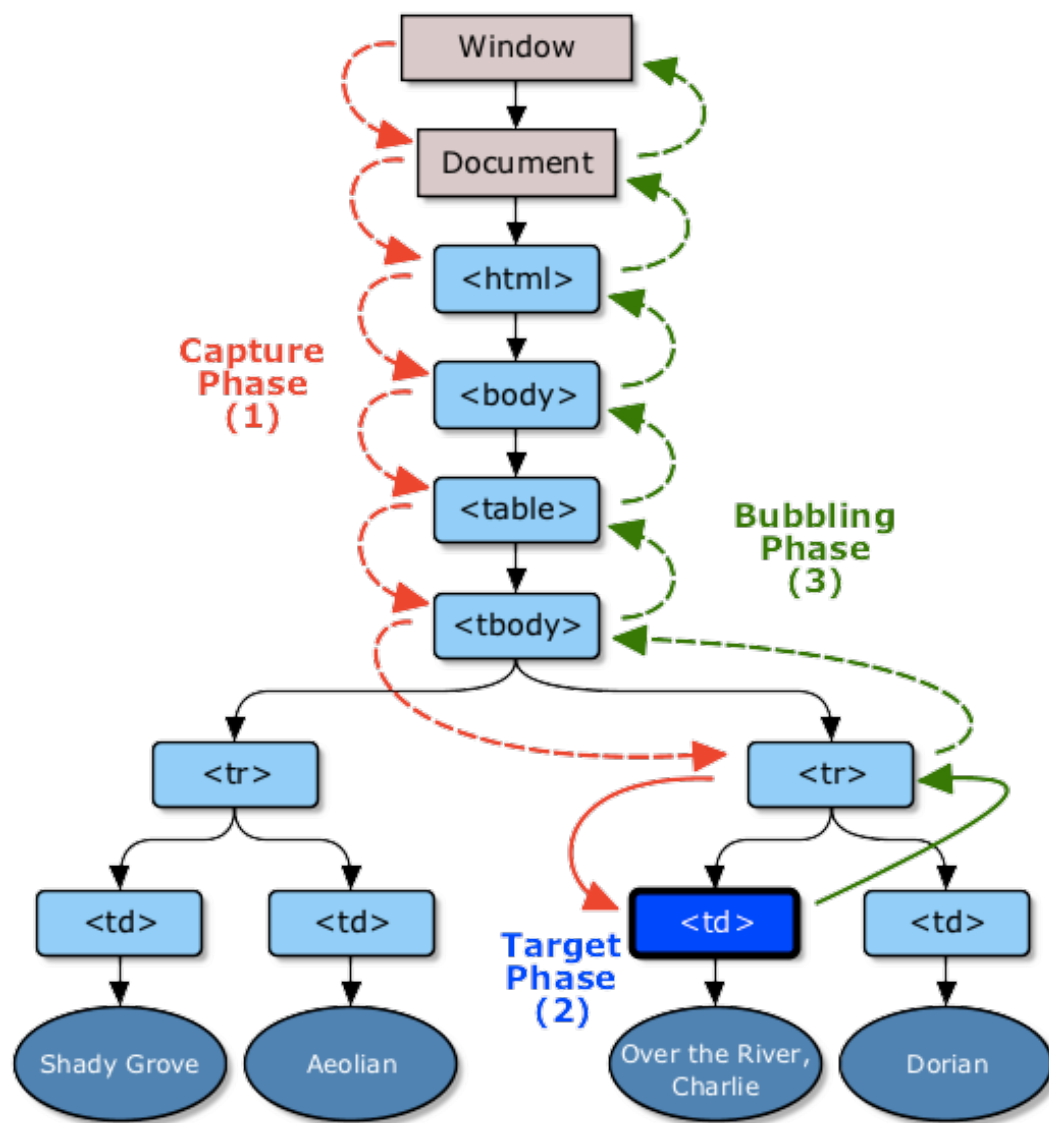 Window
Document
<html>
Capture
Phase
(1)
<body>
<table>
Bubbling
Phase
(3)
<tbody>
<tr>
<tr>
<td>
<td>
<td>
<td>
Target
Phase
(2)
Shady Grove
Aeolian
Over the River,
Charlie
Dorian